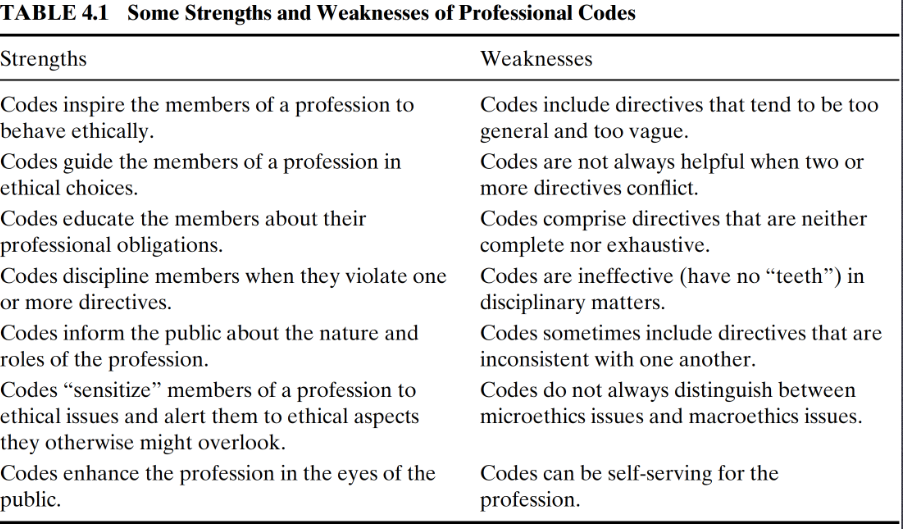 TABLE 4.1 Some Strengths and Weaknesses of Professional Codes
Strengths
Weaknesses
Codes inspire the members of a profession to
behave ethically.
Codes include directives that tend to be too
general and too vague.
Codes guide the members of a profession in
ethical choices.
Codes are not always helpful when two or
more directives conflict.
Codes educate the members about their
professional obligations.
Codes comprise directives that are neither
complete nor exhaustive.
Codes discipline members when they violate one
or more directives.
Codes are ineffective (have no “teeth”) in
disciplinary matters.
Codes inform the public about the nature and
roles of the profession.
Codes sometimes include directives that are
inconsistent with one another.
Codes “sensitize” members of a profession to
ethical issues and alert them to ethical aspects
they otherwise might overlook.
Codes do not always distinguish between
microethics issues and macroethics issues.
Codes enhance the profession in the eyes of the
public.
Codes can be self-serving for the
profession.